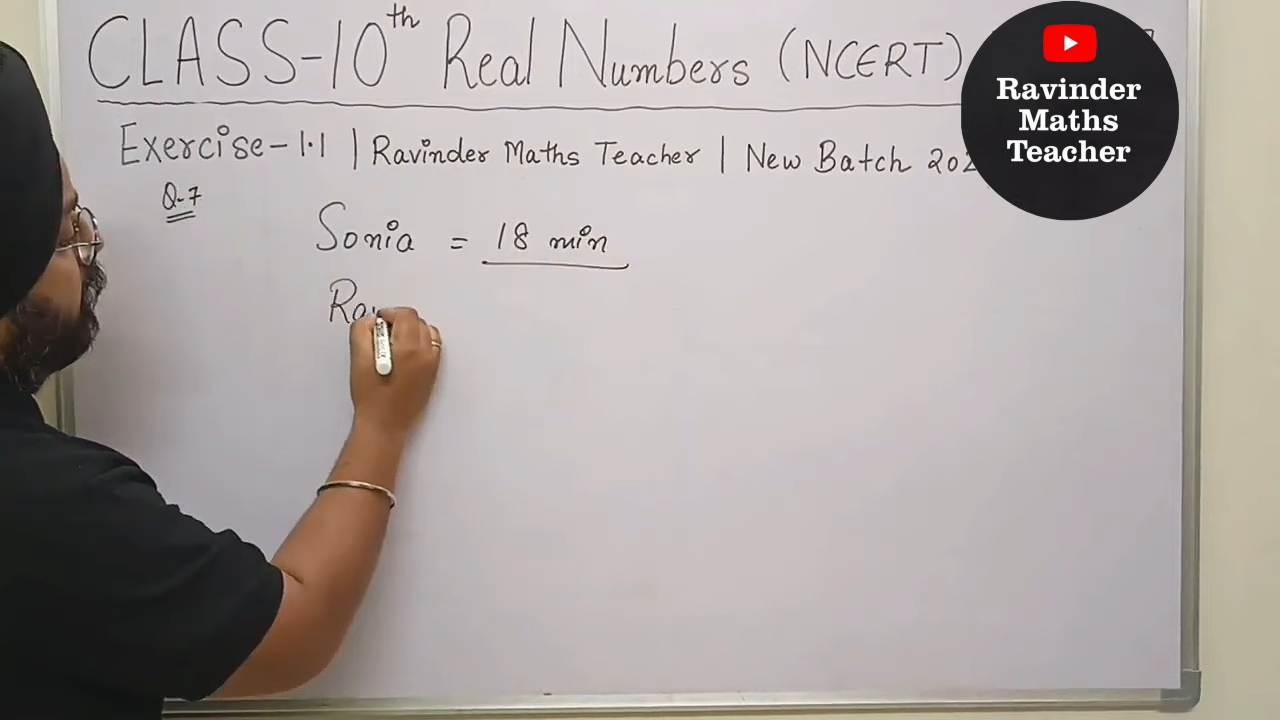 CLASS-10th Real Numbers (NCERT)
Exercise-1.1 | Ravinder Maths Teacher | New Batch
Q-7
Sonia = 18 min
Ravinder
Maths
Teacher